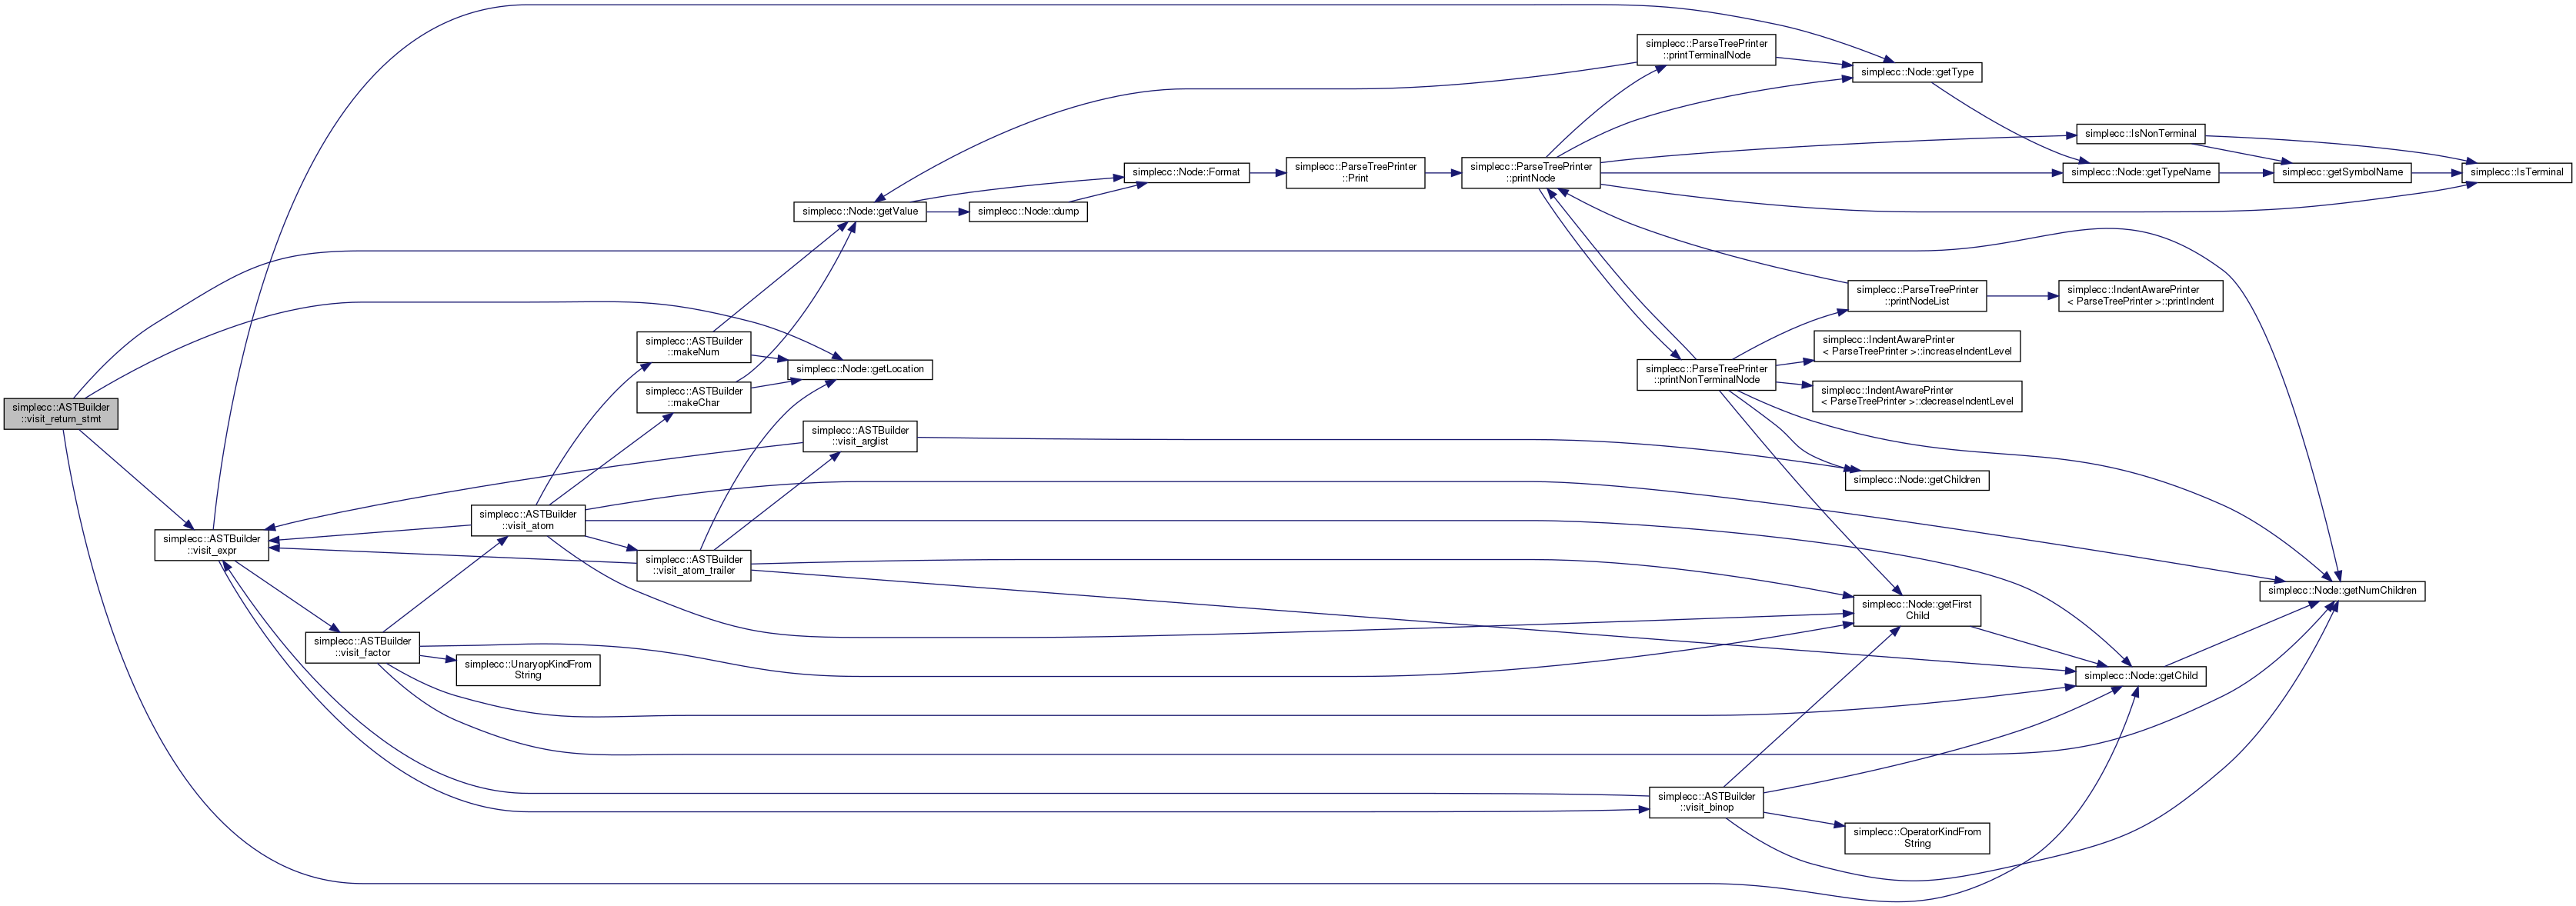 simplecc::ASTBuilder
::visit_return_stmt
simplecc::ASTBuilder
::visit_expr
simplecc::ASTBuilder
::visit_factor
simplecc::ASTBuilder
::visit_atom
simplecc::UnaryopKindFrom
String
simplecc::ASTBuilder
::makeNum
simplecc::ASTBuilder
::makeChar
simplecc::ASTBuilder
::visit_atom_trailer
simplecc::Node::getValue
simplecc::Node::getLocation
simplecc::ASTBuilder
::visit_arglist
simplecc::Node::dump
simplecc::Node::Format
simplecc::ParseTreePrinter
::Print
simplecc::ParseTreePrinter
::printNode
simplecc::ParseTreePrinter
::printTerminalNode
simplecc::ParseTreePrinter
::printNonTerminalNode
simplecc::ASTBuilder
::visit_binop
simplecc::Node::getType
simplecc::ParseTreePrinter
::printNodeList
simplecc::IndentAwarePrinter
< ParseTreePrinter >::increaseIndentLevel
simplecc::IndentAwarePrinter
< ParseTreePrinter >::decreaseIndentLevel
simplecc::Node::getChildren
simplecc::Node::getFirst
Child
simplecc::OperatorKindFrom
String
simplecc::IsNonTerminal
simplecc::Node::getTypeName
simplecc::IndentAwarePrinter
< ParseTreePrinter >::printIndent
simplecc::Node::getChild
simplecc::getSymbolName
simplecc::Node::getNumChildren
simplecc::IsTerminal